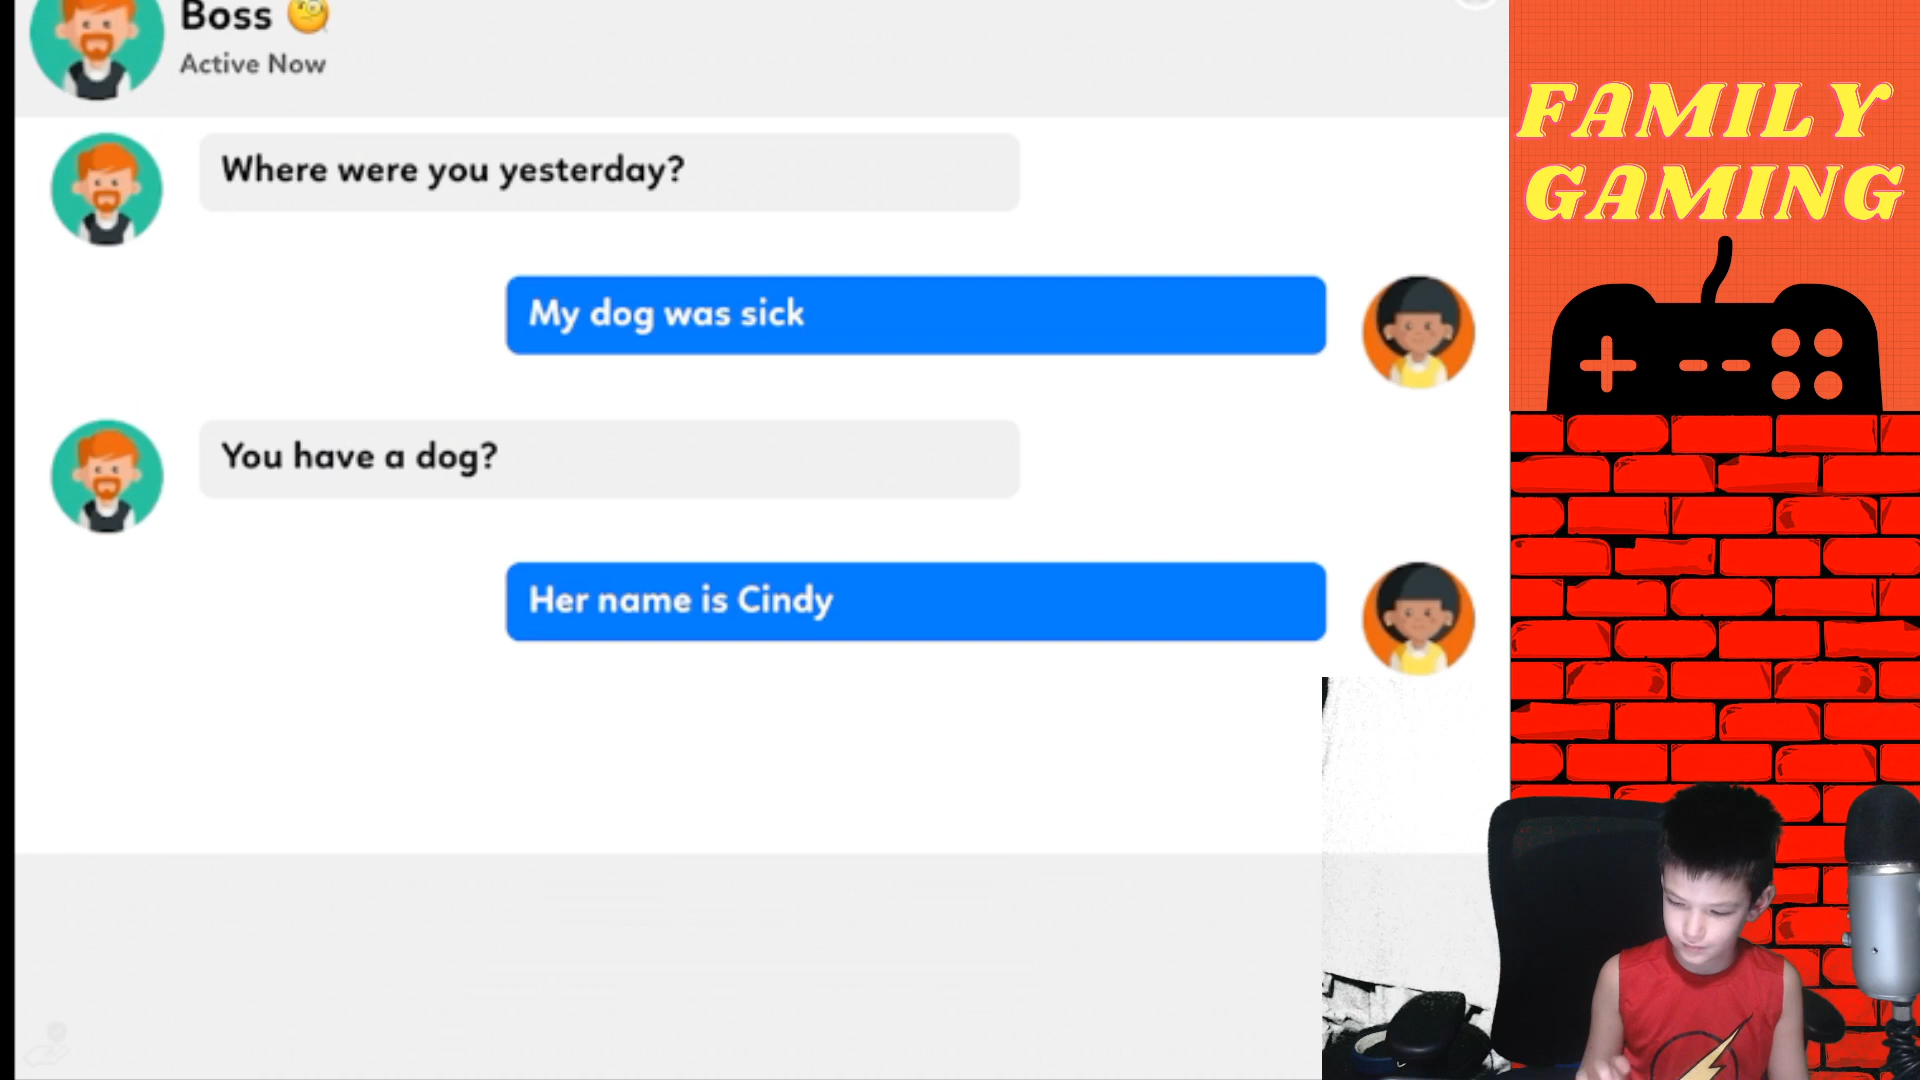 Boss
Active Now
Where were you yesterday?
My dog was sick
You have a dog?
Her name is Cindy
FAMILY
GAMING